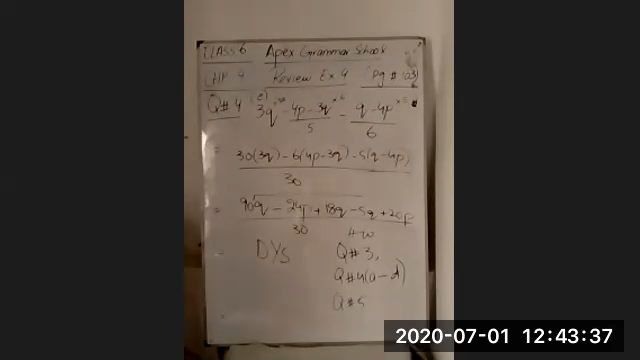 CLASS 6 Apex Grammar School
CHP 4 Review Ex 4 (pg # 103)
Q#4 (e) 3q - 4p-3q/5 - q-4p/6
= 30(3q)-6(4p-3q)-5(q-4p)
30
= 90q - 24p + 18q - 5q + 20p
30
H.W
DYS Q#3,
Q#4(a-d)
Q#5
2020-07-01 12:43:37